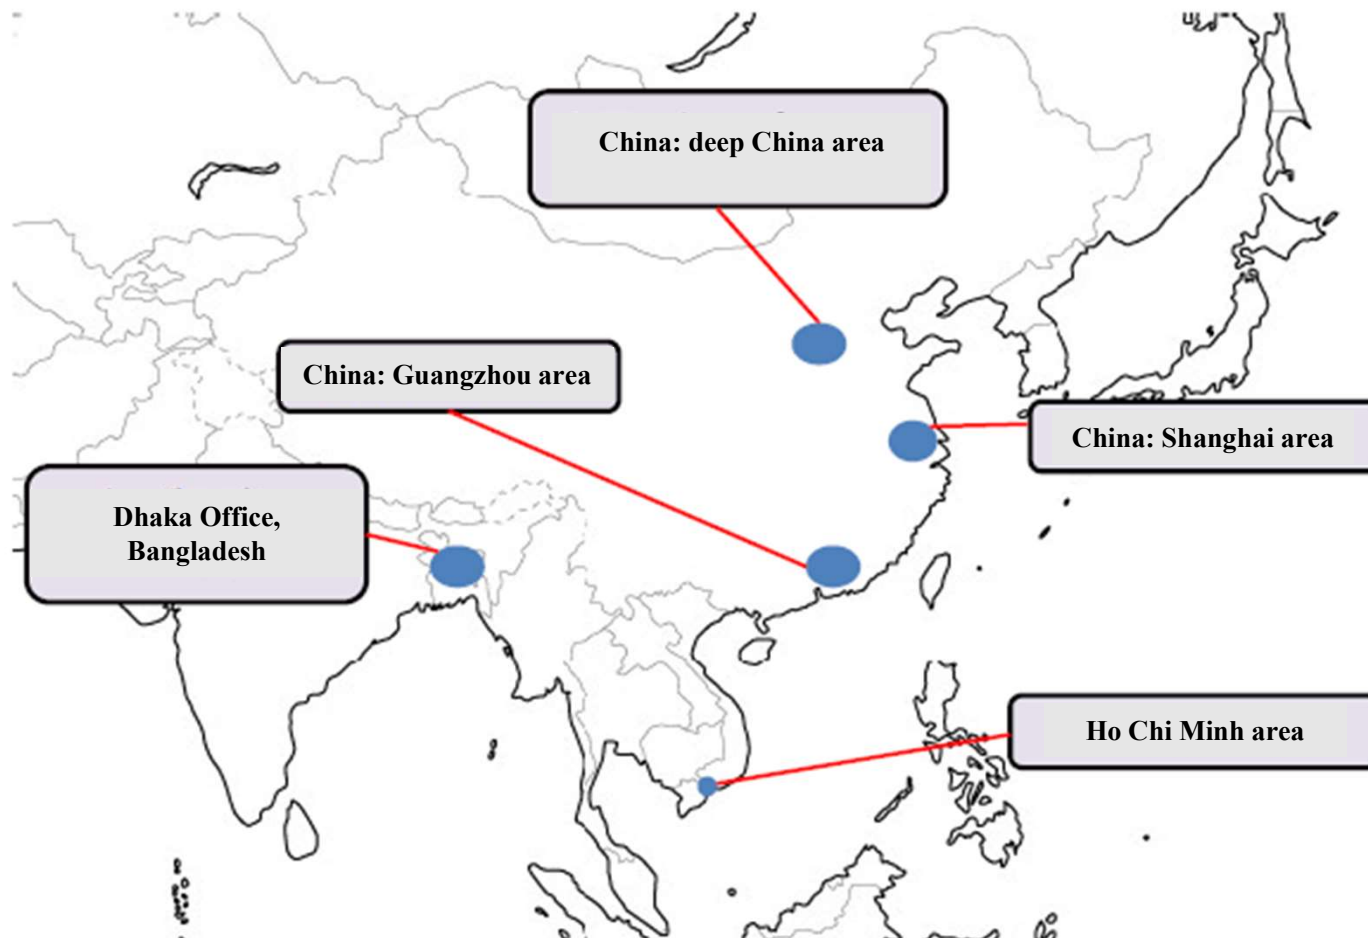 China: deep China area
China: Guangzhou area
China: Shanghai area
Dhaka Office,
Bangladesh
Ho Chi Minh area